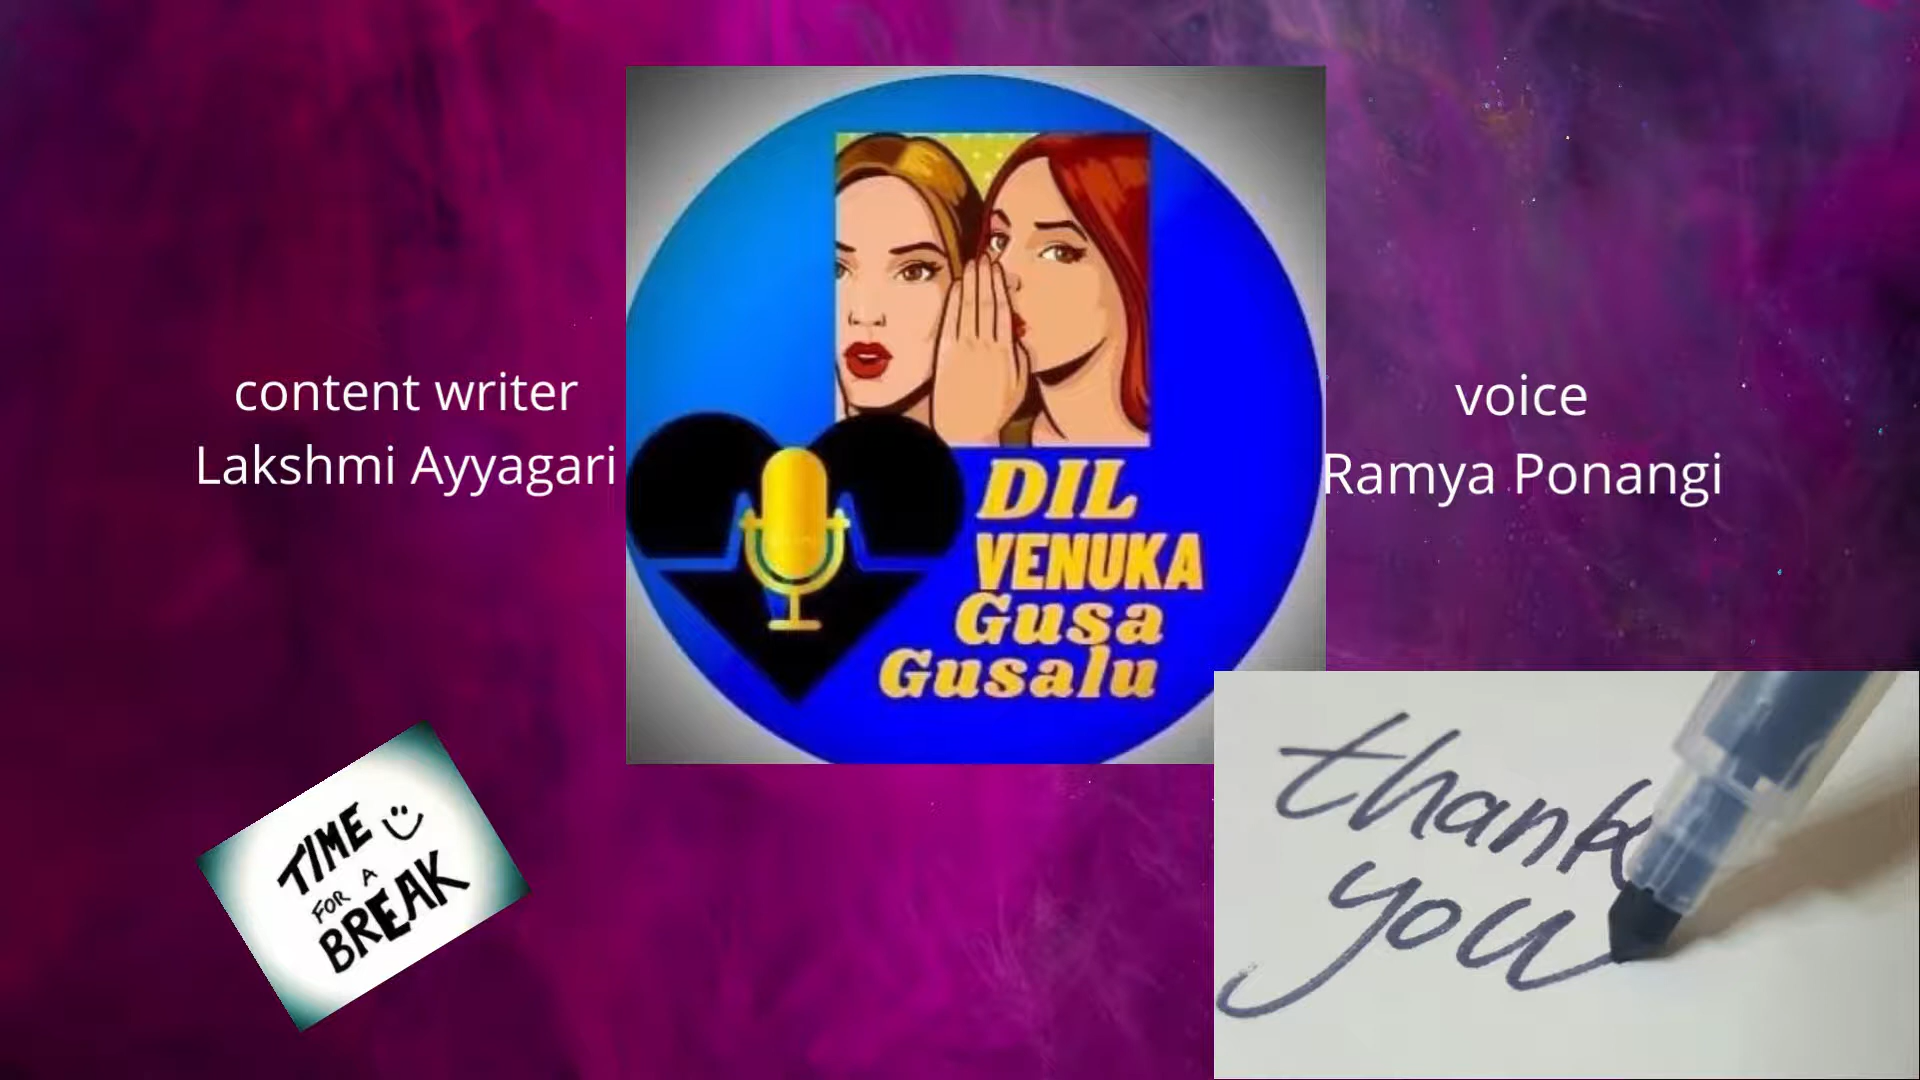 content writer
Lakshmi Ayyagari
DIL
VENUKA
Gusa
Gusalu
voice
Ramya Ponangi
TIME
FOR A
BREAK
thank
you